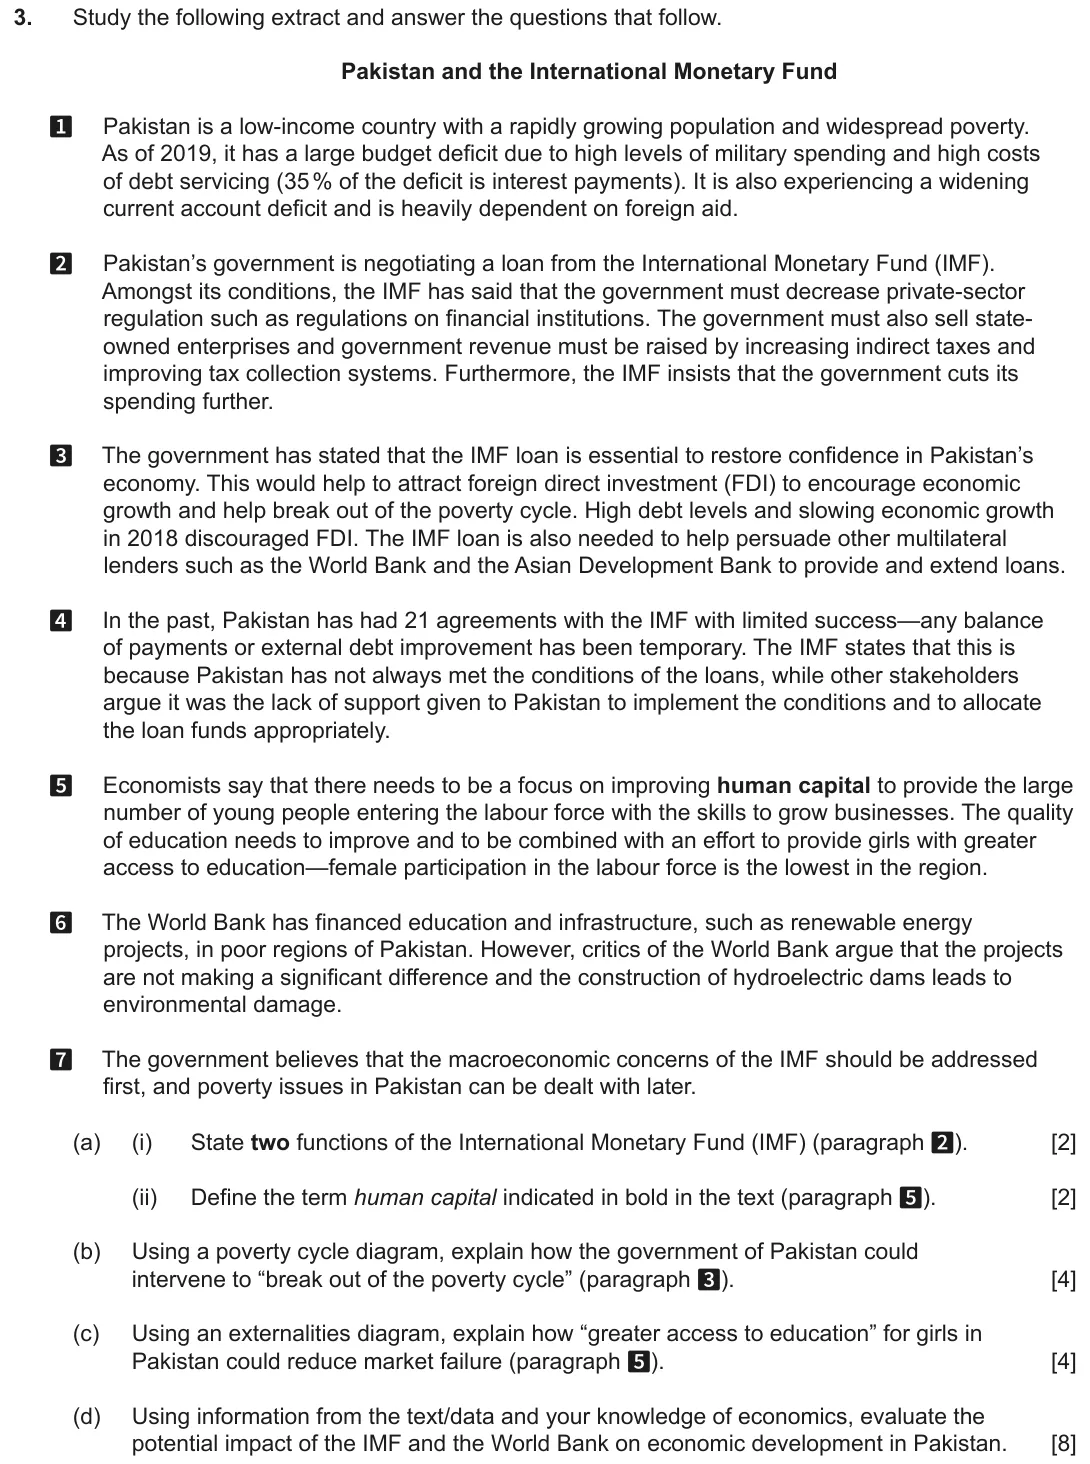 3. Study the following extract and answer the questions that follow.
Pakistan and the International Monetary Fund
1 Pakistan is a low-income country with a rapidly growing population and widespread poverty.
As of 2019, it has a large budget deficit due to high levels of military spending and high costs
of debt servicing (35 % of the deficit is interest payments). It is also experiencing a widening
current account deficit and is heavily dependent on foreign aid.
2 Pakistan's government is negotiating a loan from the International Monetary Fund (IMF).
Amongst its conditions, the IMF has said that the government must decrease private-sector
regulation such as regulations on financial institutions. The government must also sell state-
owned enterprises and government revenue must be raised by increasing indirect taxes and
improving tax collection systems. Furthermore, the IMF insists that the government cuts its
spending further.
3 The government has stated that the IMF loan is essential to restore confidence in Pakistan's
economy. This would help to attract foreign direct investment (FDI) to encourage economic
growth and help break out of the poverty cycle. High debt levels and slowing economic growth
in 2018 discouraged FDI. The IMF loan is also needed to help persuade other multilateral
lenders such as the World Bank and the Asian Development Bank to provide and extend loans.
4 In the past, Pakistan has had 21 agreements with the IMF with limited success—any balance
of payments or external debt improvement has been temporary. The IMF states that this is
because Pakistan has not always met the conditions of the loans, while other stakeholders
argue it was the lack of support given to Pakistan to implement the conditions and to allocate
the loan funds appropriately.
5 Economists say that there needs to be a focus on improving human capital to provide the large
number of young people entering the labour force with the skills to grow businesses. The quality
of education needs to improve and to be combined with an effort to provide girls with greater
access to education—female participation in the labour force is the lowest in the region.
6 The World Bank has financed education and infrastructure, such as renewable energy
projects, in poor regions of Pakistan. However, critics of the World Bank argue that the projects
are not making a significant difference and the construction of hydroelectric dams leads to
environmental damage.
7 The government believes that the macroeconomic concerns of the IMF should be addressed
first, and poverty issues in Pakistan can be dealt with later.
(a) (i) State two functions of the International Monetary Fund (IMF) (paragraph 2). [2]
(ii) Define the term human capital indicated in bold in the text (paragraph 5). [2]
(b) Using a poverty cycle diagram, explain how the government of Pakistan could
intervene to “break out of the poverty cycle” (paragraph 3). [4]
(c) Using an externalities diagram, explain how “greater access to education” for girls in
Pakistan could reduce market failure (paragraph 5). [4]
(d) Using information from the text/data and your knowledge of economics, evaluate the
potential impact of the IMF and the World Bank on economic development in Pakistan. [8]